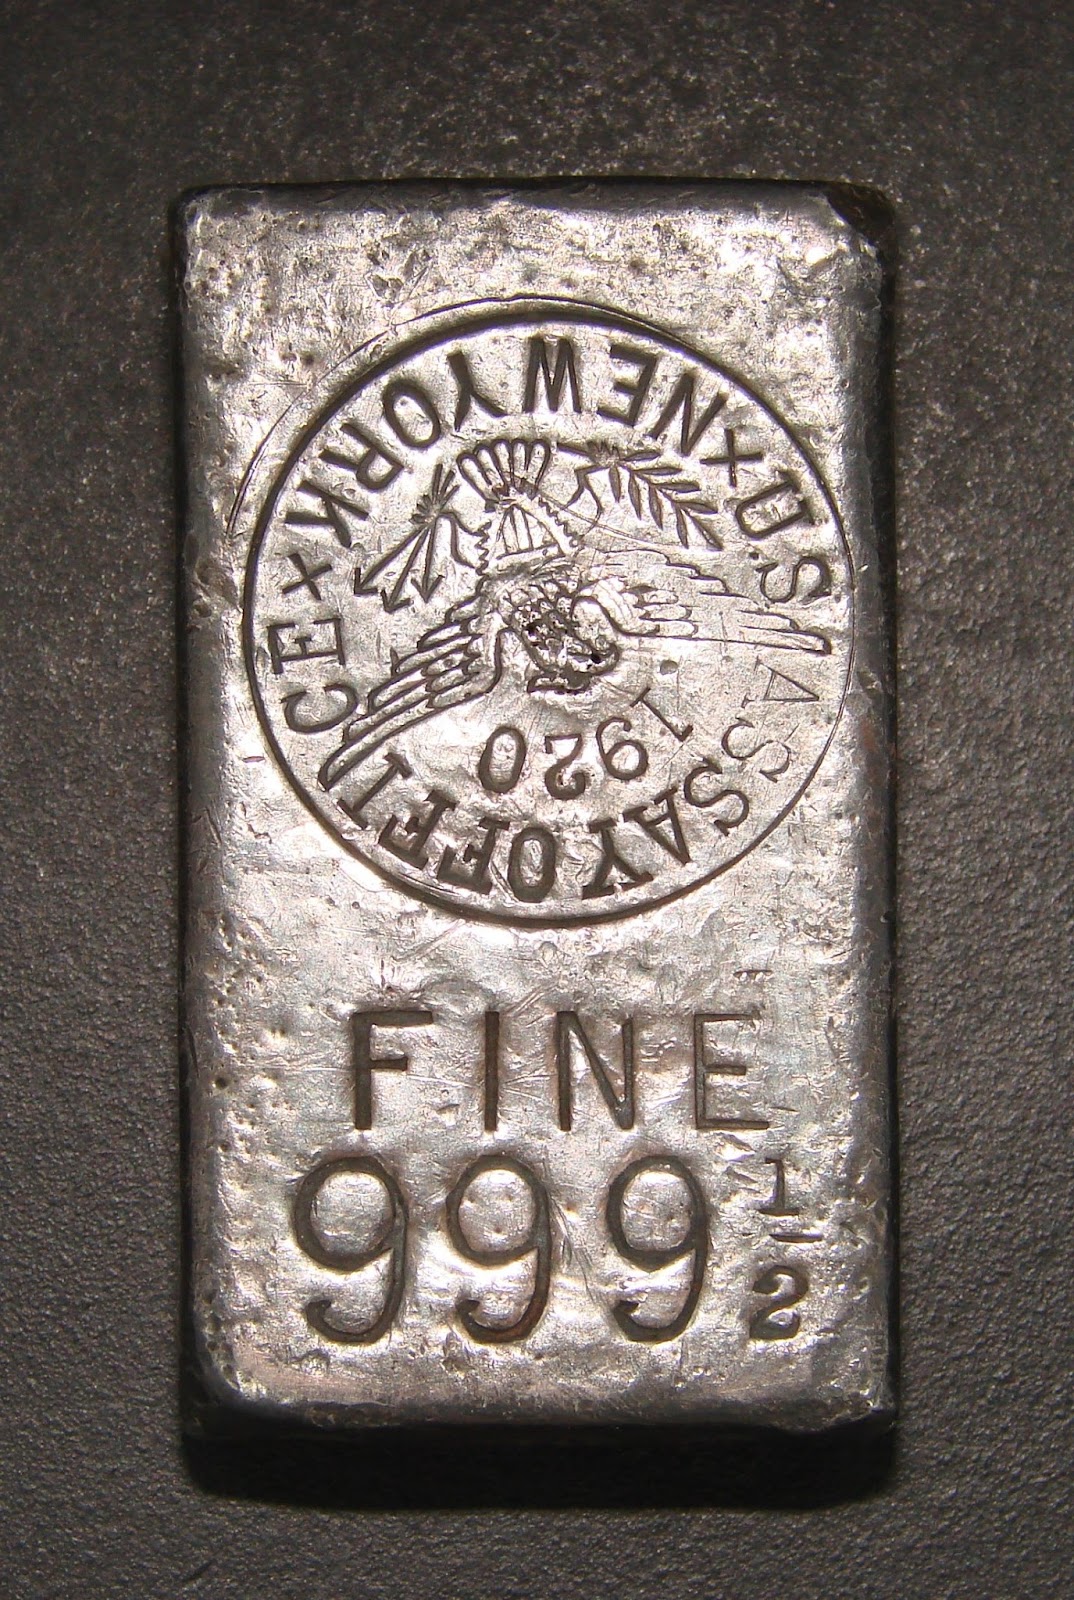 U.S ASSAY OFFICE × NEW YORK ×
1920
FINE
999 1/2